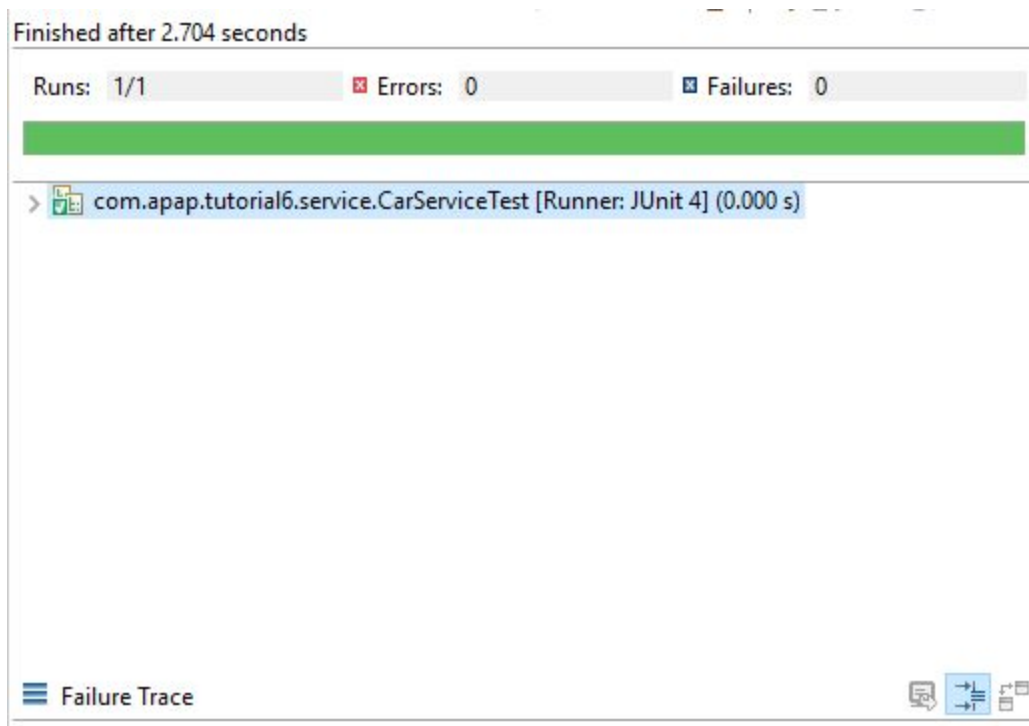 Finished after 2.704 seconds
Runs: 1/1 Errors: 0 Failures: 0
com.apap.tutorial6.service.CarServiceTest [Runner: JUnit 4] (0.000 s)
Failure Trace